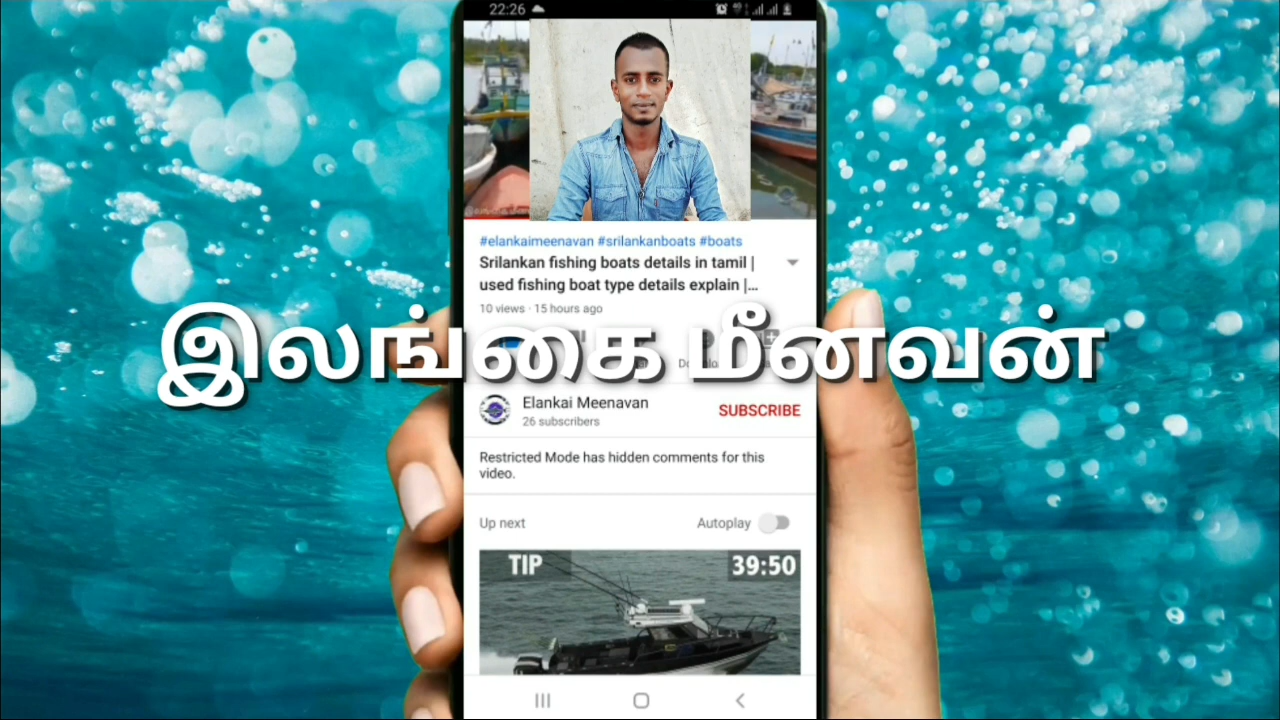 22:26
#elankaimeenavan #srilankanboats #boats
Srilankan fishing boats details in tamil |
used fishing boat type details explain |...
10 views · 15 hours ago
இலங்கை மீனவன்
Elankai Meenavan
26 subscribers
SUBSCRIBE
Restricted Mode has hidden comments for this
video.
Up next
Autoplay
TIP
39:50